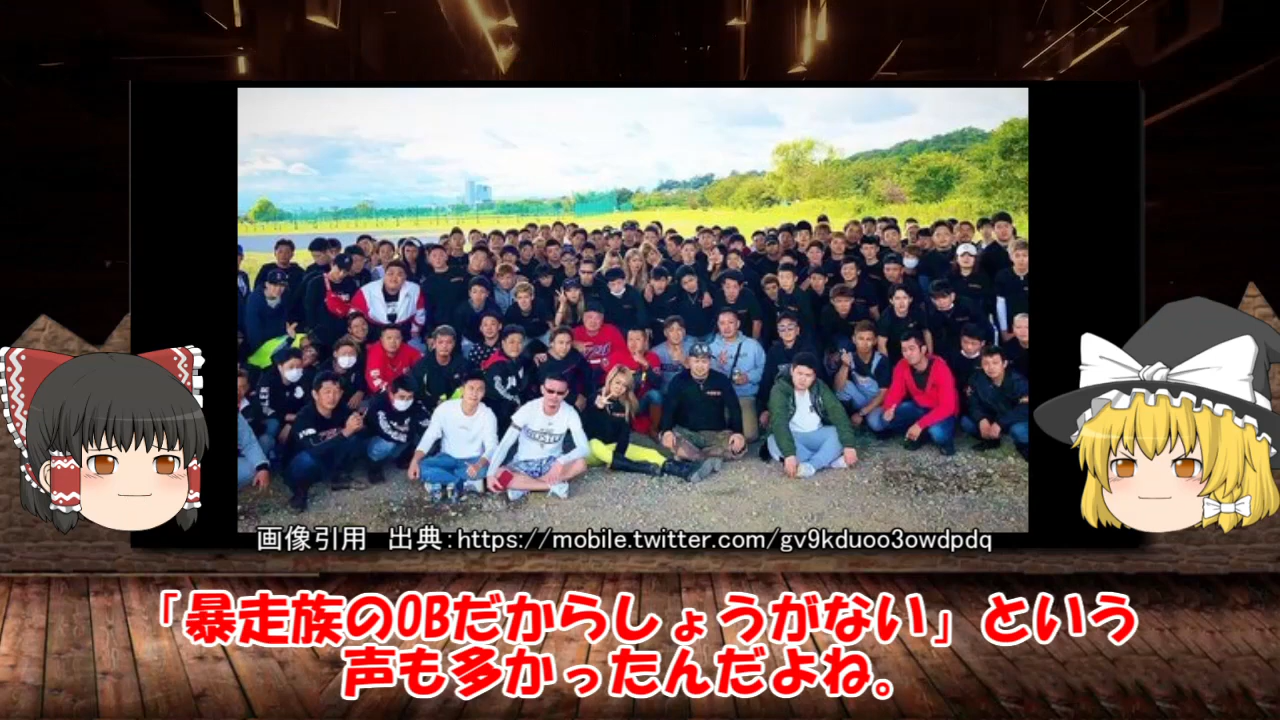 画像引用 出典:https://mobile.twitter.com/gv9kduoo3owdpdq
「暴走族のOBだからしょうがない」という
声も多かったんだよね。